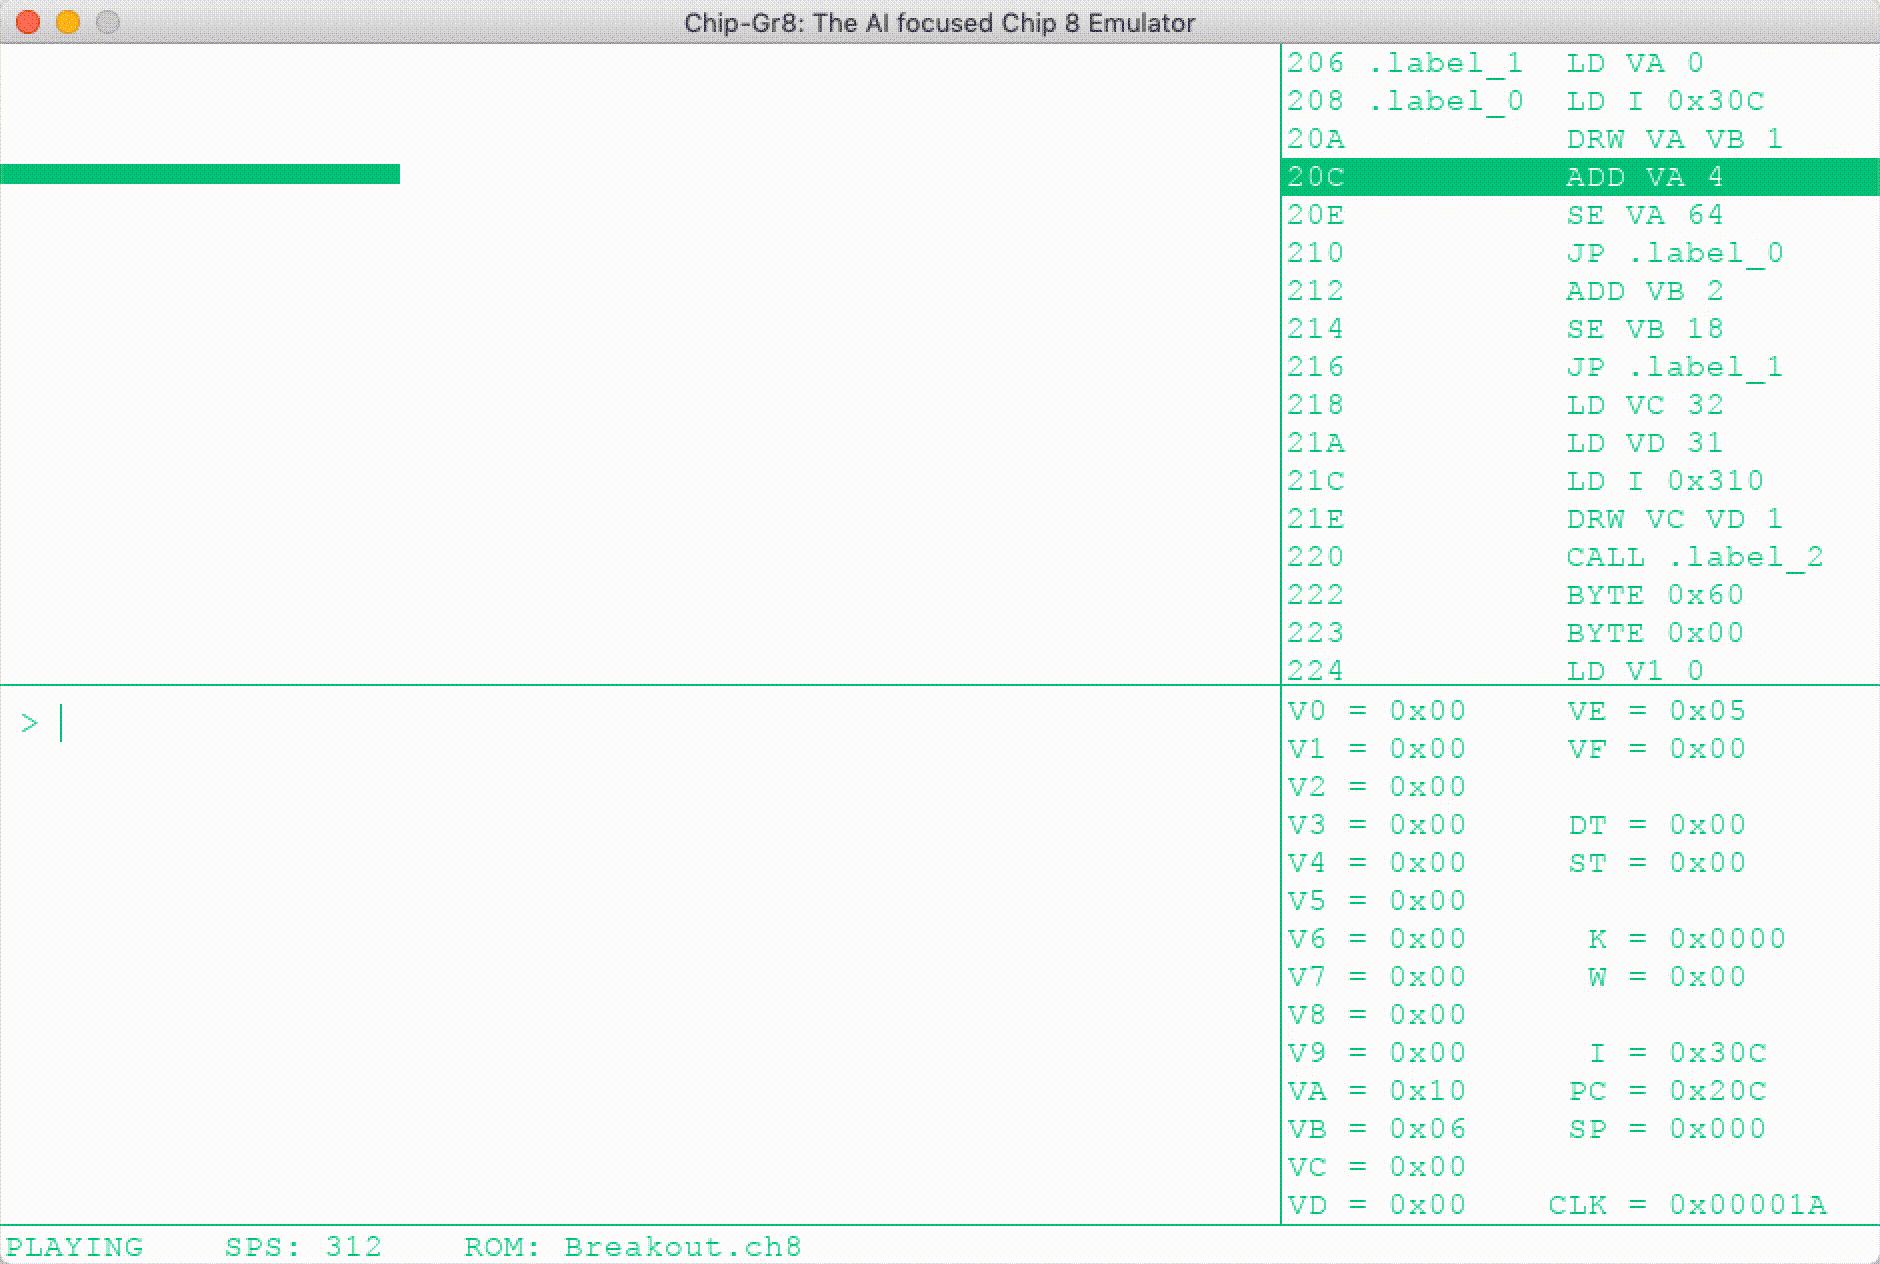 Chip-Gr8: The AI focused Chip 8 Emulator
206 .label_1 LD VA 0
208 .label_0 LD I 0x30C
20A DRW VA VB 1
20C ADD VA 4
20E SE VA 64
210 JP .label_0
212 ADD VB 2
214 SE VB 18
216 JP .label_1
218 LD VC 32
21A LD VD 31
21C LD I 0x310
21E DRW VC VD 1
220 CALL .label_2
222 BYTE 0x60
223 BYTE 0x00
224 LD V1 0
>
V0 = 0x00 VE = 0x05
V1 = 0x00 VF = 0x00
V2 = 0x00
V3 = 0x00 DT = 0x00
V4 = 0x00 ST = 0x00
V5 = 0x00
V6 = 0x00 K = 0x0000
V7 = 0x00 W = 0x00
V8 = 0x00
V9 = 0x00 I = 0x30C
VA = 0x10 PC = 0x20C
VB = 0x06 SP = 0x000
VC = 0x00
VD = 0x00 CLK = 0x00001A
PLAYING SPS: 312 ROM: Breakout.ch8